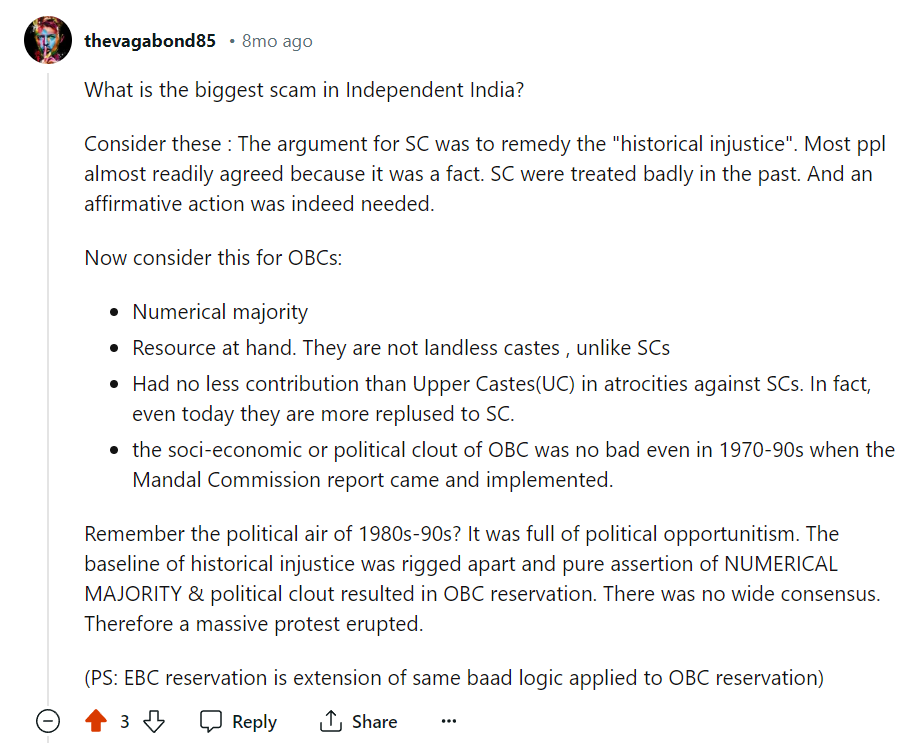 thevagabond85 • 8mo ago
What is the biggest scam in Independent India?
Consider these : The argument for SC was to remedy the "historical injustice". Most ppl
almost readily agreed because it was a fact. SC were treated badly in the past. And an
affirmative action was indeed needed.
Now consider this for OBCs:
• Numerical majority
• Resource at hand. They are not landless castes , unlike SCs
• Had no less contribution than Upper Castes(UC) in atrocities against SCs. In fact,
even today they are more replused to SC.
• the soci-economic or political clout of OBC was no bad even in 1970-90s when the
Mandal Commission report came and implemented.
Remember the political air of 1980s-90s? It was full of political opportunitism. The
baseline of historical injustice was rigged apart and pure assertion of NUMERICAL
MAJORITY & political clout resulted in OBC reservation. There was no wide consensus.
Therefore a massive protest erupted.
(PS: EBC reservation is extension of same baad logic applied to OBC reservation)
3 Reply Share ...